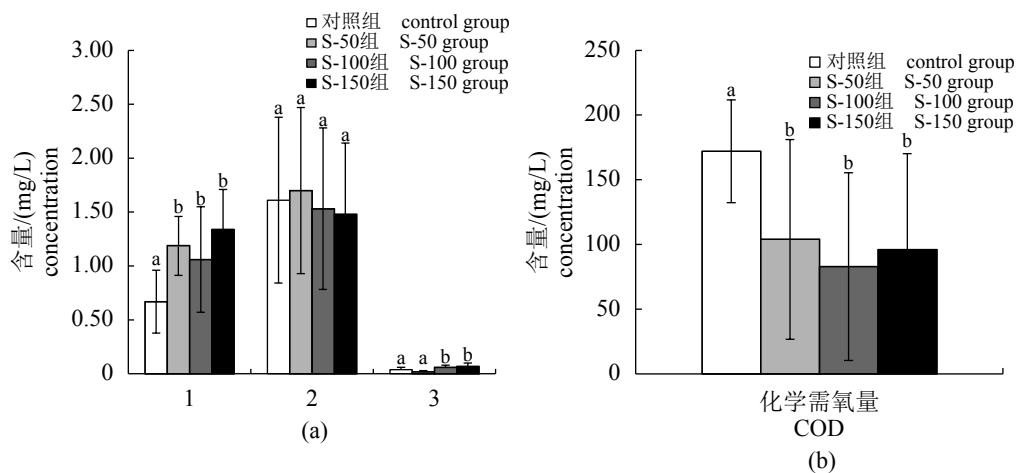 对照组 control group
S-50组 S-50 group
S-100组 S-100 group
S-150组 S-150 group
3.00
2.50
2.00
1.50
1.00
0.50
0
含量/(mg/L)
concentration
a
b
b
b
a
a
a
a
a
a
b
b
1
2
3
(a)
对照组 control group
S-50组 S-50 group
S-100组 S-100 group
S-150组 S-150 group
250
200
150
100
50
0
含量/(mg/L)
concentration
a
b
b
b
化学需氧量
COD
(b)